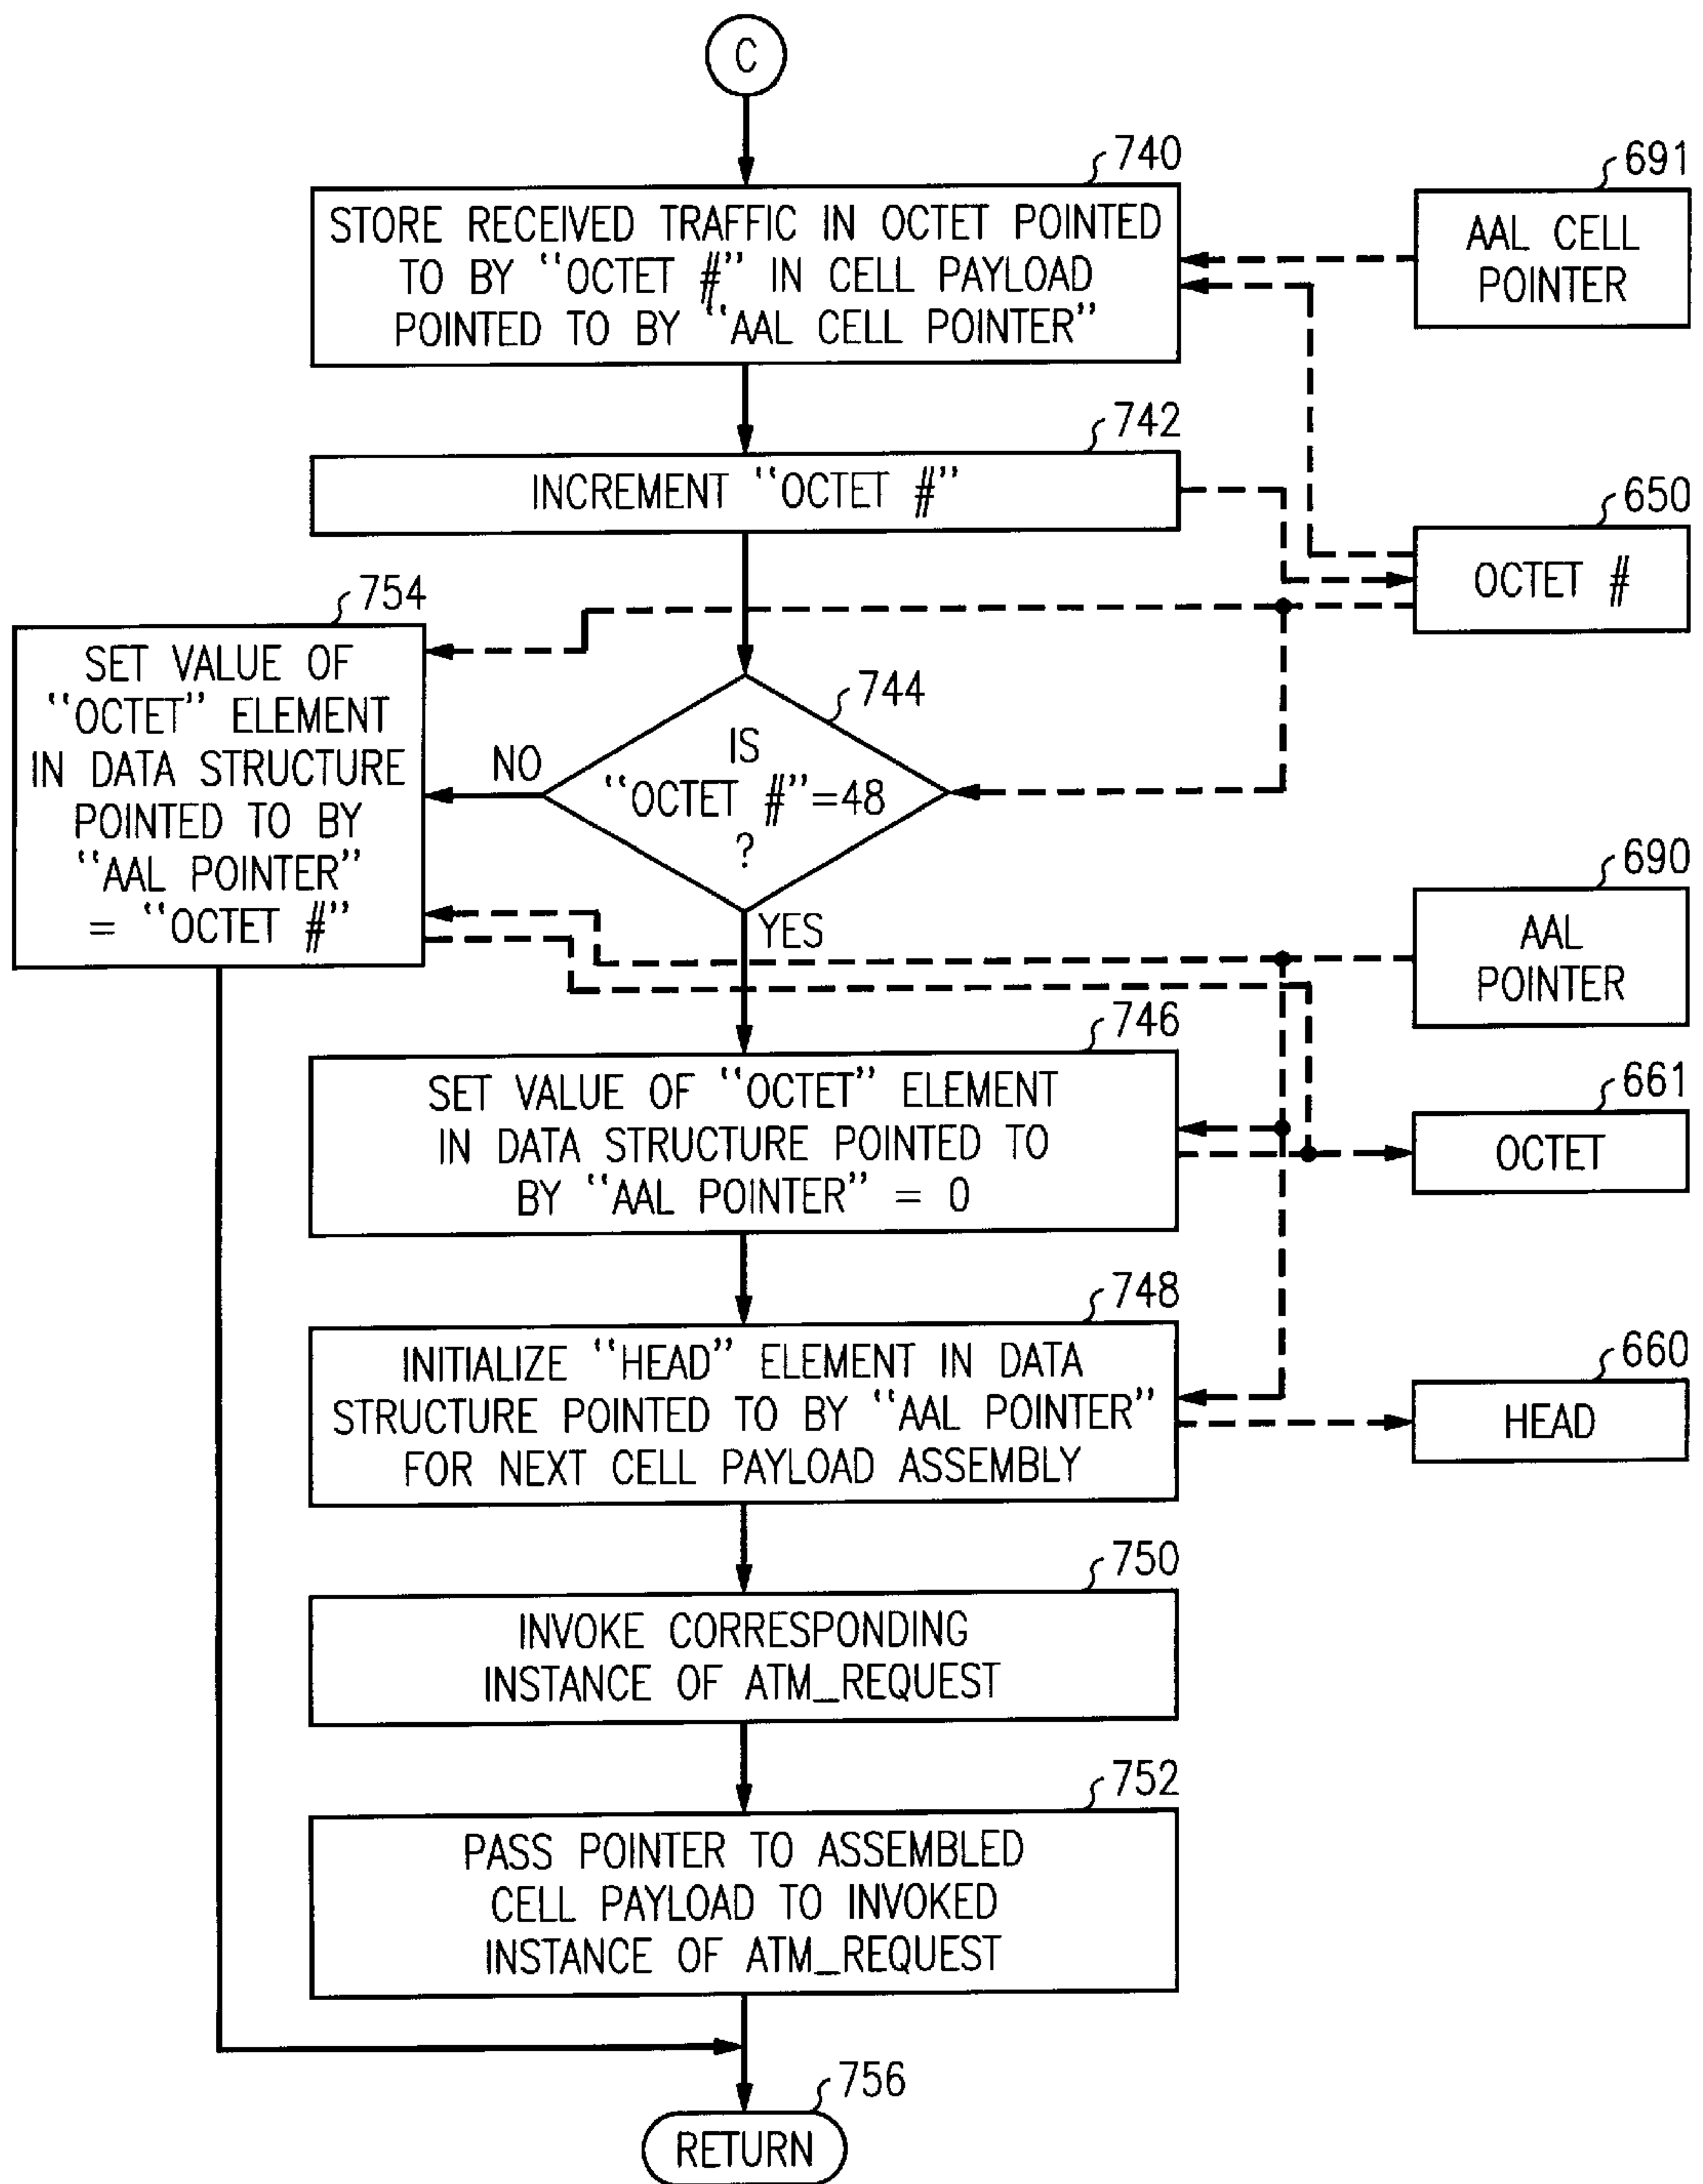 C
740
STORE RECEIVED TRAFFIC IN OCTET POINTED
TO BY "OCTET #" IN CELL PAYLOAD
POINTED TO BY "AAL CELL POINTER"
691
AAL CELL
POINTER
742
INCREMENT "OCTET #"
650
OCTET #
754
SET VALUE OF
"OCTET" ELEMENT
IN DATA STRUCTURE
POINTED TO BY
"AAL POINTER"
= "OCTET #"
744
IS
"OCTET #"=48
?
NO
YES
690
AAL
POINTER
746
SET VALUE OF "OCTET" ELEMENT
IN DATA STRUCTURE POINTED TO
BY "AAL POINTER" = 0
661
OCTET
748
INITIALIZE "HEAD" ELEMENT IN DATA
STRUCTURE POINTED TO BY "AAL POINTER"
FOR NEXT CELL PAYLOAD ASSEMBLY
660
HEAD
750
INVOKE CORRESPONDING
INSTANCE OF ATM_REQUEST
752
PASS POINTER TO ASSEMBLED
CELL PAYLOAD TO INVOKED
INSTANCE OF ATM_REQUEST
756
RETURN